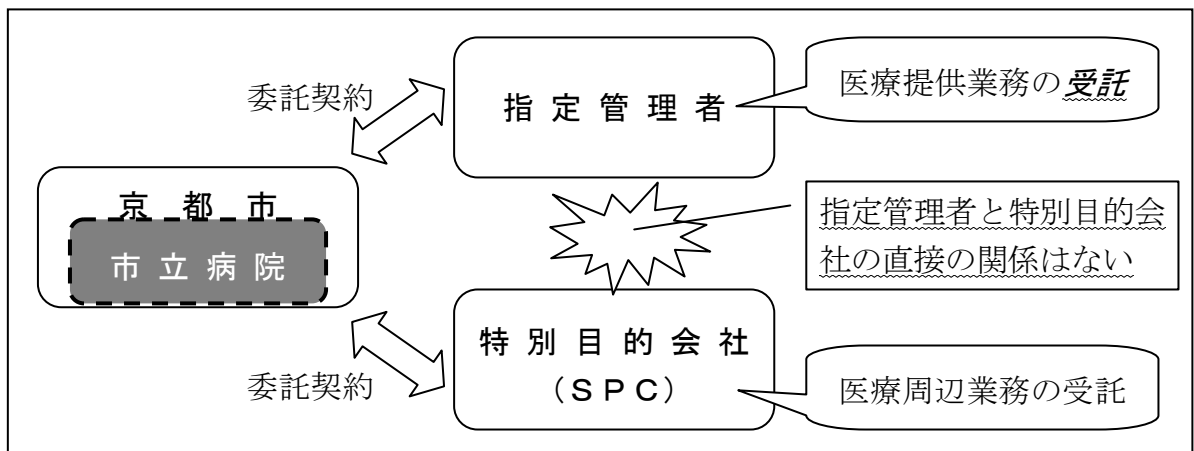 委託契約
指定管理者
医療提供業務の受託
京都市
市立病院
指定管理者と特別目的会
社の直接の関係はない
委託契約
特別目的会社
(SPC)
医療周辺業務の受託